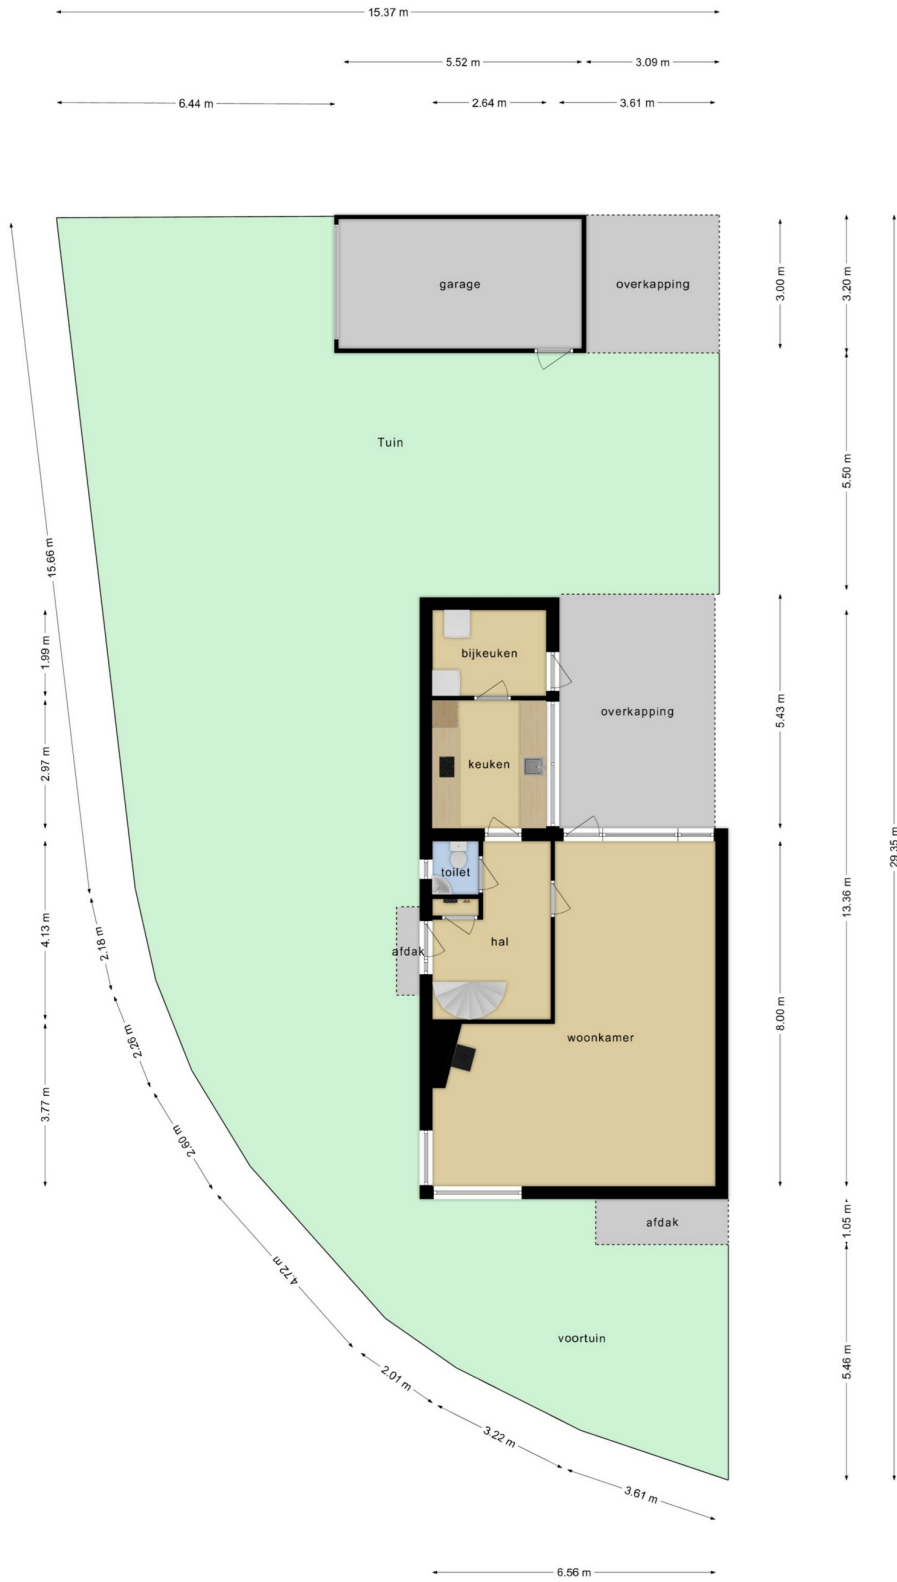 15.37 m
5.52 m
3.09 m
6.44 m
2.64 m
3.61 m
garage
overkapping
3.00 m
3.20 m
Tuin
5.50 m
15.66 m
1.99 m
bijkeuken
overkapping
5.43 m
2.97 m
keuken
29.35 m
toilet
13.36 m
4.13 m
2.18 m
afdak
hal
8.00 m
woonkamer
2.26 m
3.77 m
2.60 m
afdak
1.05 m
4.72 m
voortuin
5.46 m
2.01 m
3.22 m
3.61 m
6.56 m